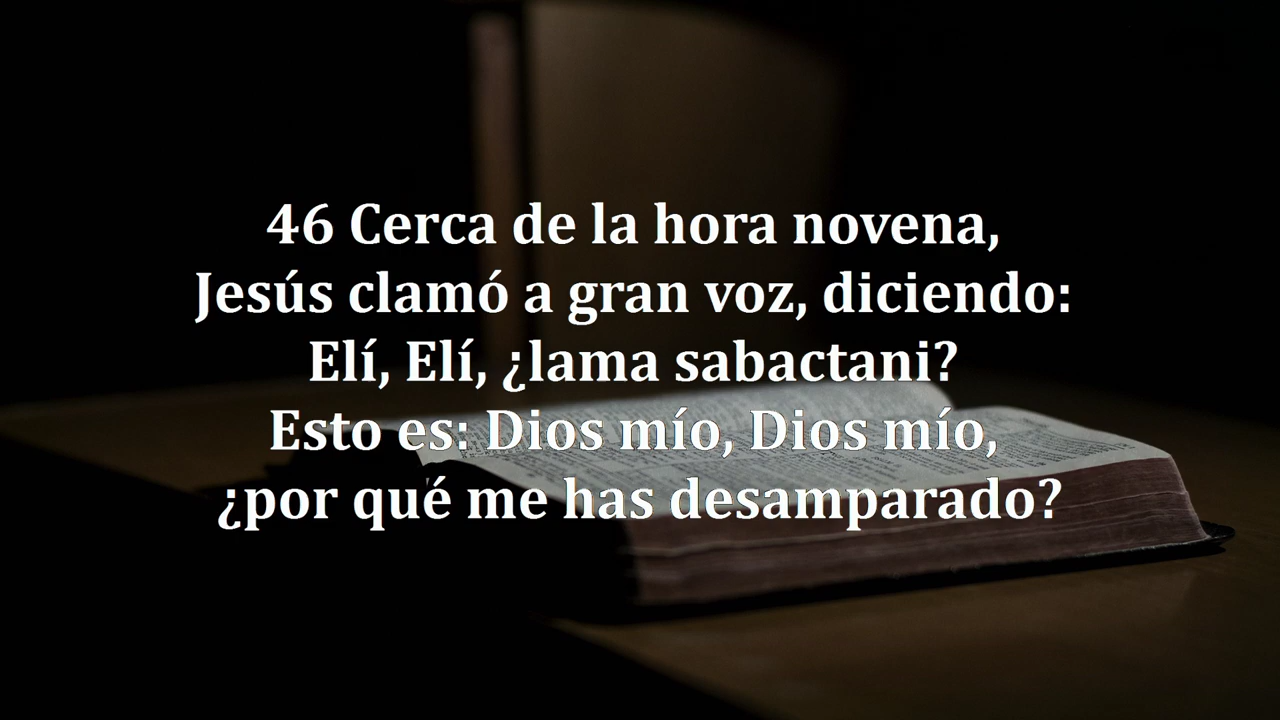 46 Cerca de la hora novena,
Jesús clamó a gran voz, diciendo:
Elí, Elí, ¿lama sabactani?
Esto es: Dios mío, Dios mío,
¿por qué me has desamparado?